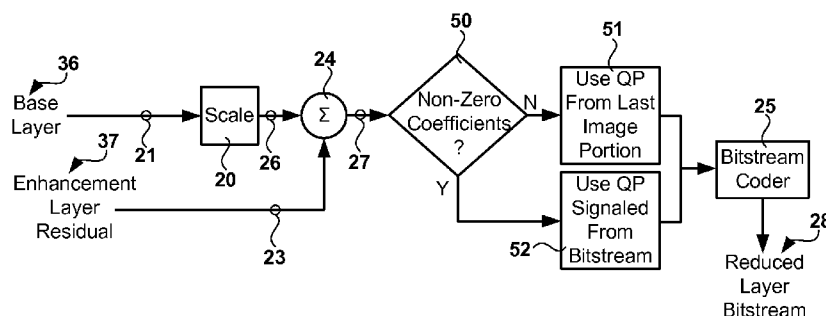 36
Base
Layer
21
Scale
20
26
24
Σ
27
37
Enhancement
Layer
Residual
23
50
Non-Zero
Coefficients
?
N
Y
51
Use QP
From Last
Image
Portion
Use QP
Signaled
From
Bitstream
52
25
Bitstream
Coder
28
Reduced
Layer
Bitstream